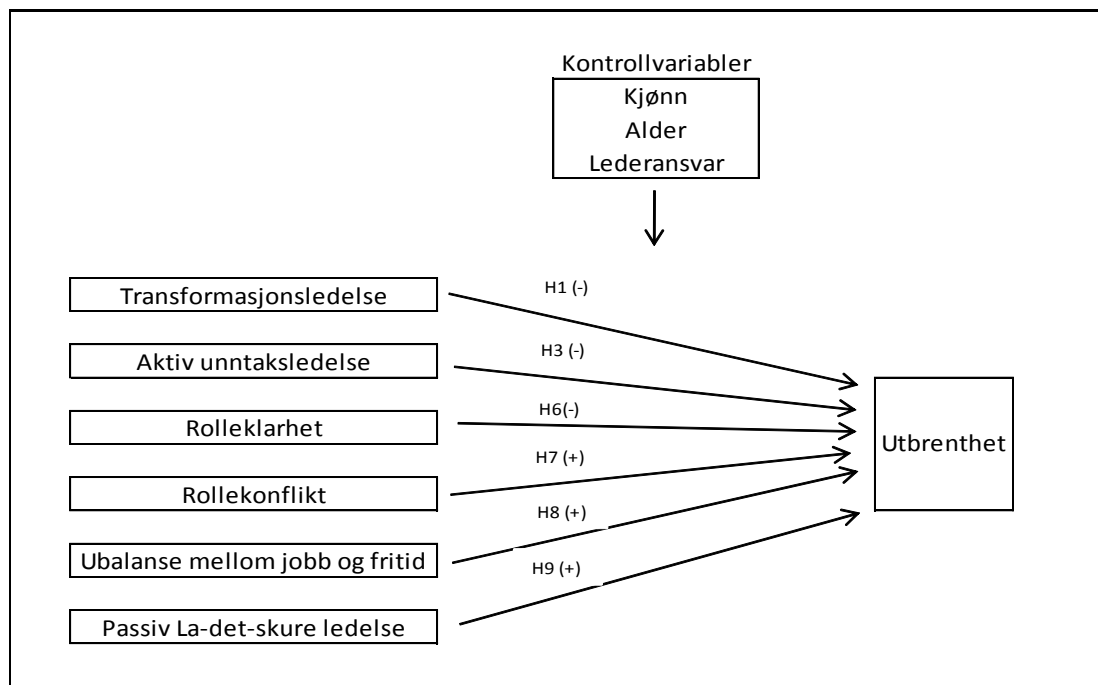 Kontrollvariabler
Kjønn
Alder
Lederansvar
H1 (-)
Transformasjonsledelse
H3 (-)
Aktiv unntaksledelse
H6(-)
Rolleklarhet
Utbrenthet
H7 (+)
Rollekonflikt
H8 (+)
Ubalanse mellom jobb og fritid
H9 (+)
Passiv La-det-skure ledelse